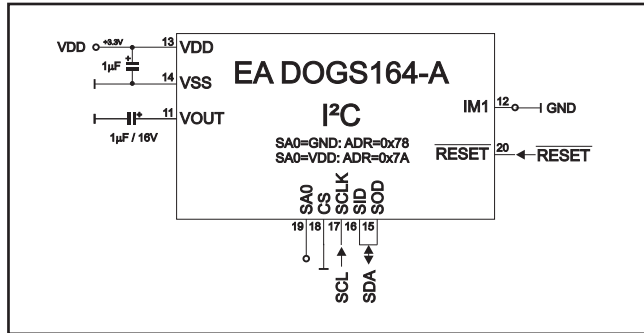 VDD +3.3V 13 VDD
1µF
14 VSS
11 VOUT
1µF / 16V
EA DOGS164-A
I²C
SA0=GND: ADR=0x78
SA0=VDD: ADR=0x7A
IM1 12 GND
RESET 20 RESET
SA0 CS SCLK SID SOD
19 18 17 16 15
SCL SDA